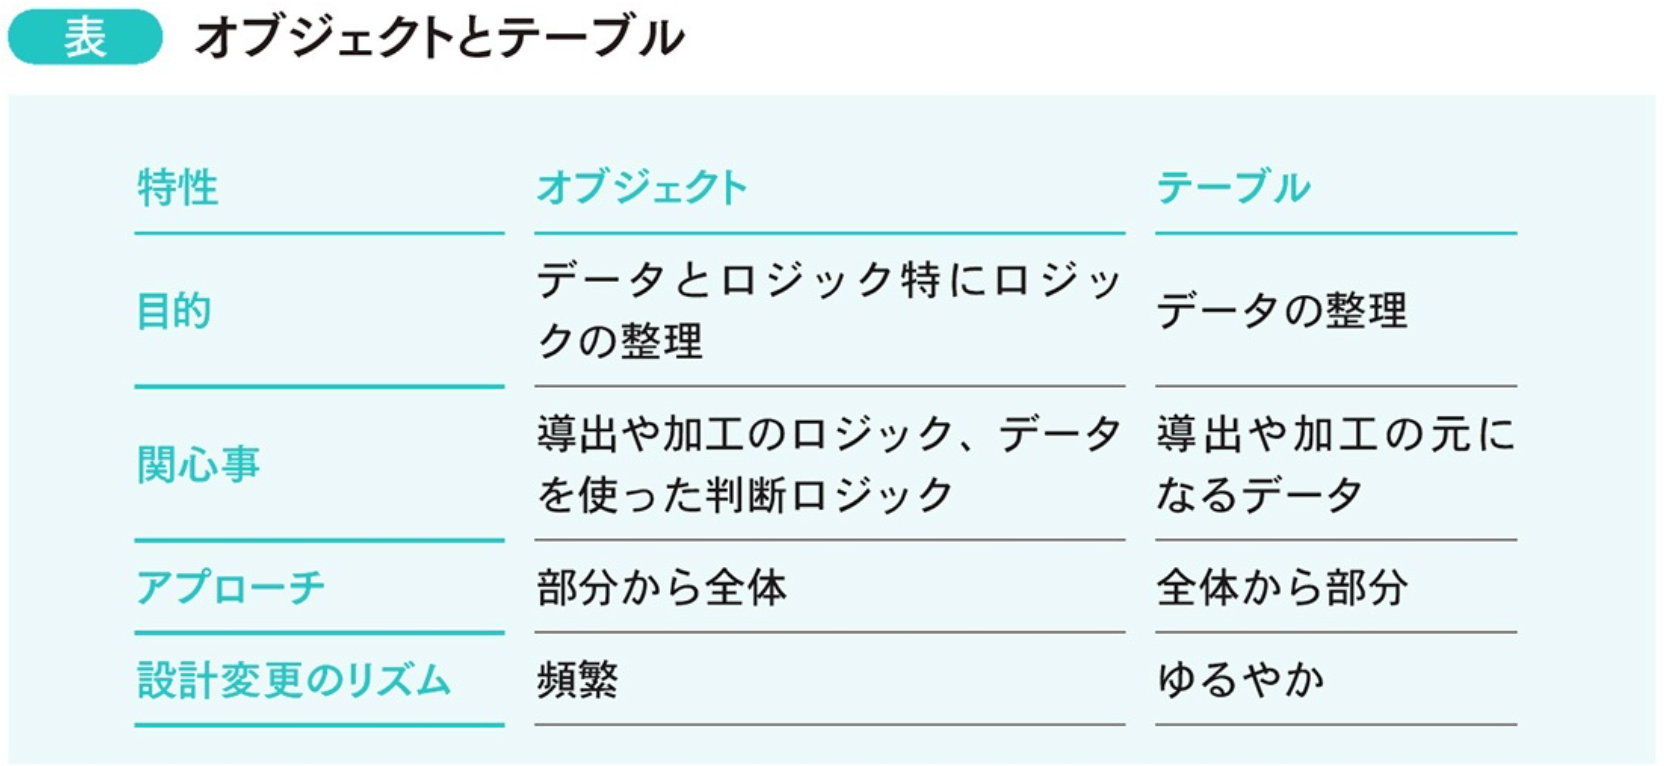 表 オブジェクトとテーブル
特性 オブジェクト テーブル
目的
データとロジック特にロジッ
クの整理
データの整理
関心事
導出や加工のロジック、データ
を使った判断ロジック
導出や加工の元に
なるデータ
アプローチ 部分から全体 全体から部分
設計変更のリズム 頻繁 ゆるやか